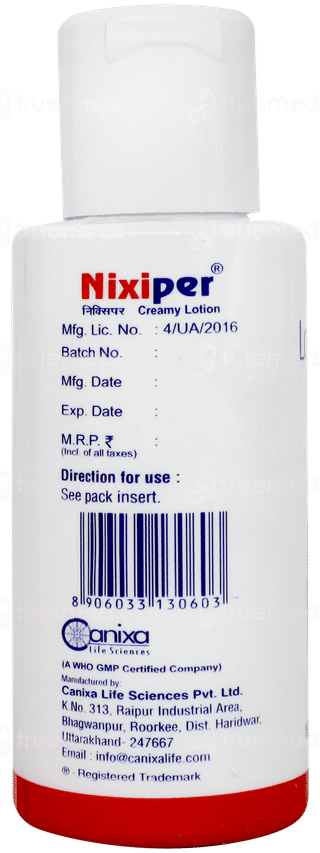 Nixiper®
निक्सिपर Creamy Lotion
Mfg. Lic. No. : 4/UA/2016
Batch No. :
Mfg. Date :
Exp. Date :
M.R.P. ₹ :
(Incl. of all taxes)
Direction for use :
See pack insert.
8 906033 130603
Canixa
Life Sciences
(A WHO GMP Certified Company)
Manufactured by:
Canixa Life Sciences Pvt. Ltd.
K.No. 313, Raipur Industrial Area,
Bhagwanpur, Roorkee, Dist. Haridwar,
Uttarakhand- 247667
Email : info@canixalife.com
® - Registered Trademark